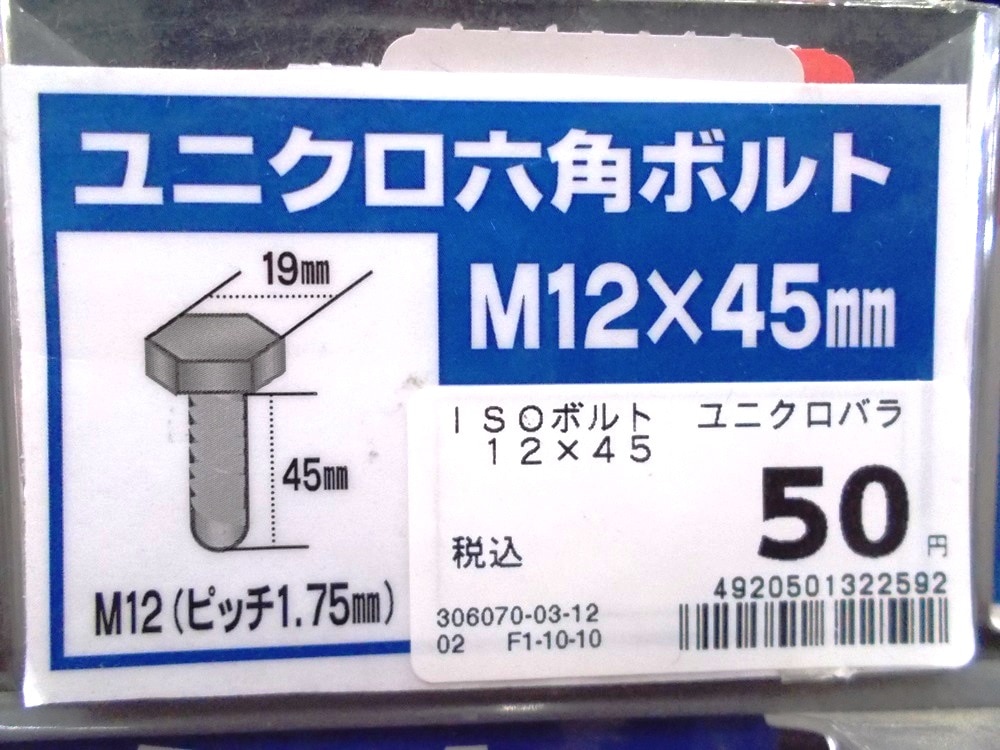 ユニクロ六角ボルト
M12×45mm
19mm
45mm
M12(ピッチ1.75mm)
ISOボルト ユニクロバラ
12×45
税込 50円
4920501322592
306070-03-12
02 F1-10-10